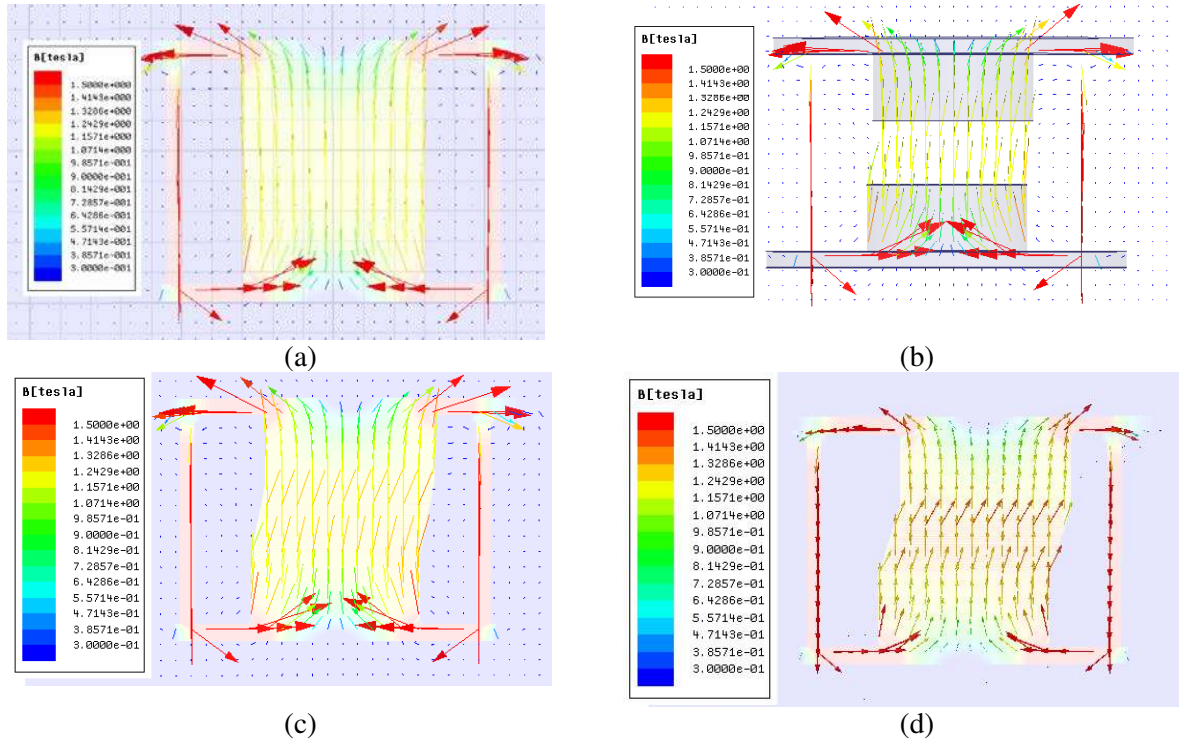 B[tesla]
1.5000e+000
1.4143e+000
1.3286e+000
1.2429e+000
1.1571e+000
1.0714e+000
9.8571e-001
9.0000e-001
8.1429e-001
7.2857e-001
6.4286e-001
5.5714e-001
4.7143e-001
3.8571e-001
3.0000e-001
(a)
B[tesla]
1.5000e+00
1.4143e+00
1.3286e+00
1.2429e+00
1.1571e+00
1.0714e+00
9.8571e-01
9.0000e-01
8.1429e-01
7.2857e-01
6.4286e-01
5.5714e-01
4.7143e-01
3.8571e-01
3.0000e-01
(b)
B[tesla]
1.5000e+00
1.4143e+00
1.3286e+00
1.2429e+00
1.1571e+00
1.0714e+00
9.8571e-01
9.0000e-01
8.1429e-01
7.2857e-01
6.4286e-01
5.5714e-01
4.7143e-01
3.8571e-01
3.0000e-01
(c)
B[tesla]
1.5000e+00
1.4143e+00
1.3286e+00
1.2429e+00
1.1571e+00
1.0714e+00
9.8571e-01
9.0000e-01
8.1429e-01
7.2857e-01
6.4286e-01
5.5714e-01
4.7143e-01
3.8571e-01
3.0000e-01
(d)